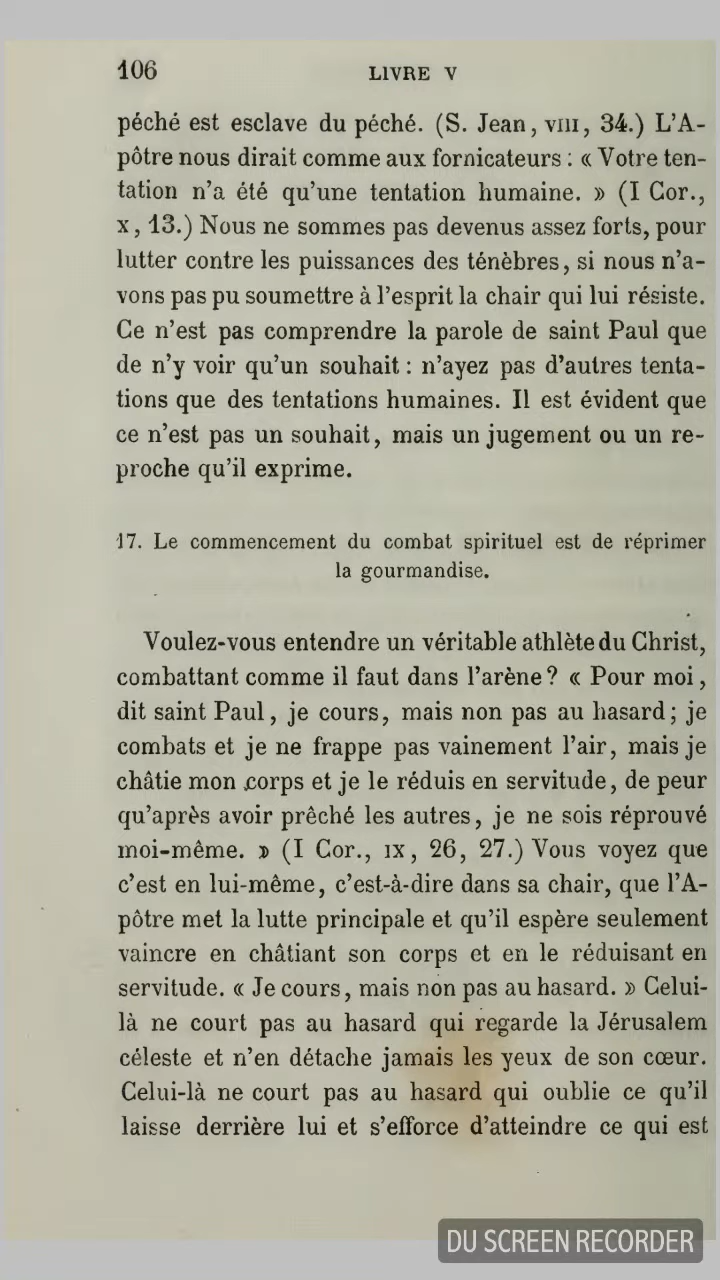 106
LIVRE V
péché est esclave du péché. (S. Jean, VIII, 34.) L'A-
pôtre nous dirait comme aux fornicateurs : « Votre ten-
tation n'a été qu'une tentation humaine. » (I Cor.,
X, 13.) Nous ne sommes pas devenus assez forts, pour
lutter contre les puissances des ténèbres, si nous n'a-
vons pas pu soumettre à l'esprit la chair qui lui résiste.
Ce n'est pas comprendre la parole de saint Paul que
de n'y voir qu'un souhait : n'ayez pas d'autres tenta-
tions que des tentations humaines. Il est évident que
ce n'est pas un souhait, mais un jugement ou un re-
proche qu'il exprime.
17. Le commencement du combat spirituel est de réprimer
la gourmandise.
Voulez-vous entendre un véritable athlète du Christ,
combattant comme il faut dans l'arène? « Pour moi,
dit saint Paul, je cours, mais non pas au hasard; je
combats et je ne frappe pas vainement l'air, mais je
châtie mon corps et je le réduis en servitude, de peur
qu'après avoir prêché les autres, je ne sois réprouvé
moi-même. » (I Cor., IX, 26, 27.) Vous voyez que
c'est en lui-même, c'est-à-dire dans sa chair, que l'A-
pôtre met la lutte principale et qu'il espère seulement
vaincre en châtiant son corps et en le réduisant en
servitude. « Je cours, mais non pas au hasard. » Celui-
là ne court pas au hasard qui regarde la Jérusalem
céleste et n'en détache jamais les yeux de son cœur.
Celui-là ne court pas au hasard qui oublie ce qu'il
laisse derrière lui et s'efforce d'atteindre ce qui est
DU SCREEN RECORDER